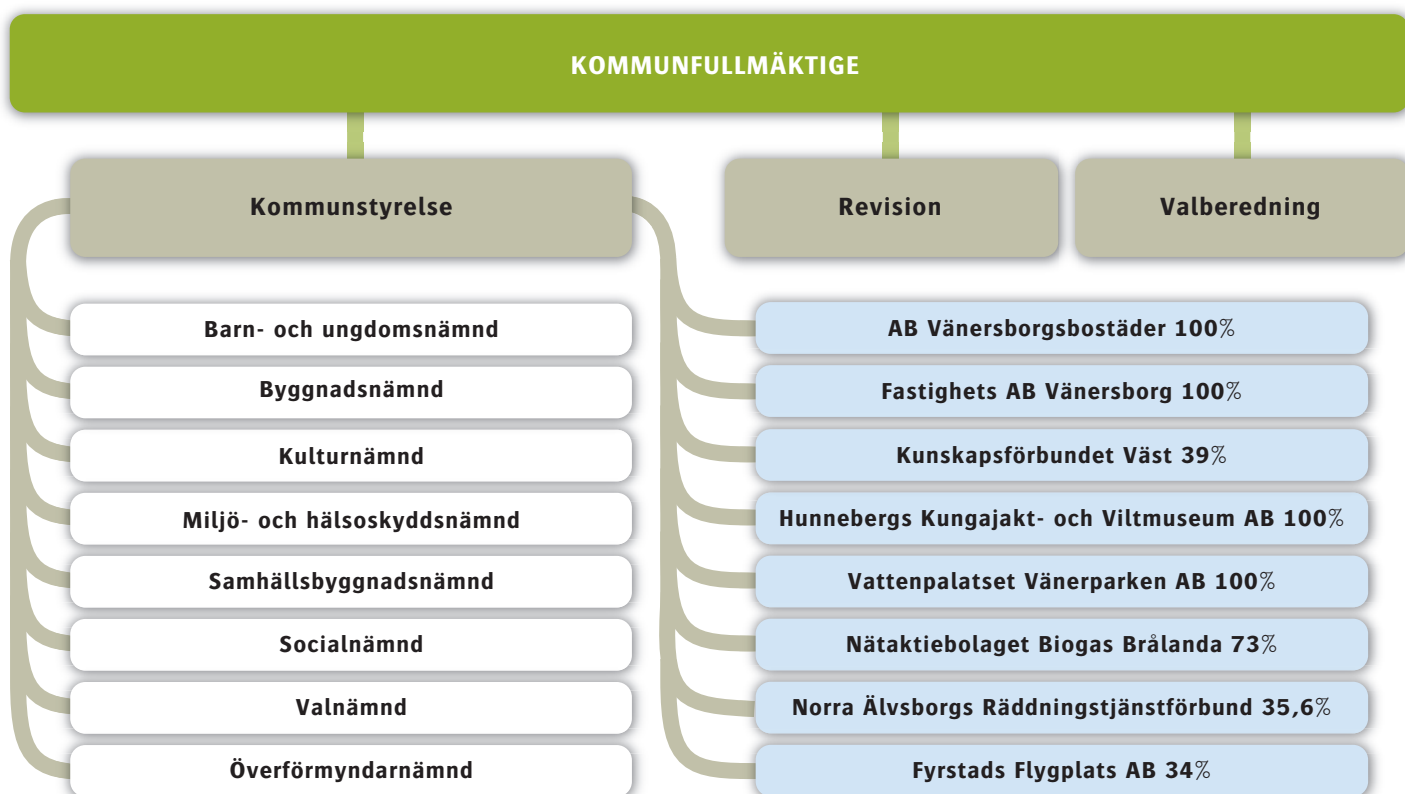 KOMMUNFULLMÄKTIGE
Kommunstyrelse
Revision
Valberedning
Barn- och ungdomsnämnd
Byggnadsnämnd
Kulturnämnd
Miljö- och hälsoskyddsnämnd
Samhällsbyggnadsnämnd
Socialnämnd
Valnämnd
Överförmyndarnämnd
AB Vänersborgsbostäder 100%
Fastighets AB Vänersborg 100%
Kunskapsförbundet Väst 39%
Hunnebergs Kungajakt- och Viltmuseum AB 100%
Vattenpalatset Vänerparken AB 100%
Nätaktiebolaget Biogas Brålanda 73%
Norra Älvsborgs Räddningstjänstförbund 35,6%
Fyrstads Flygplats AB 34%